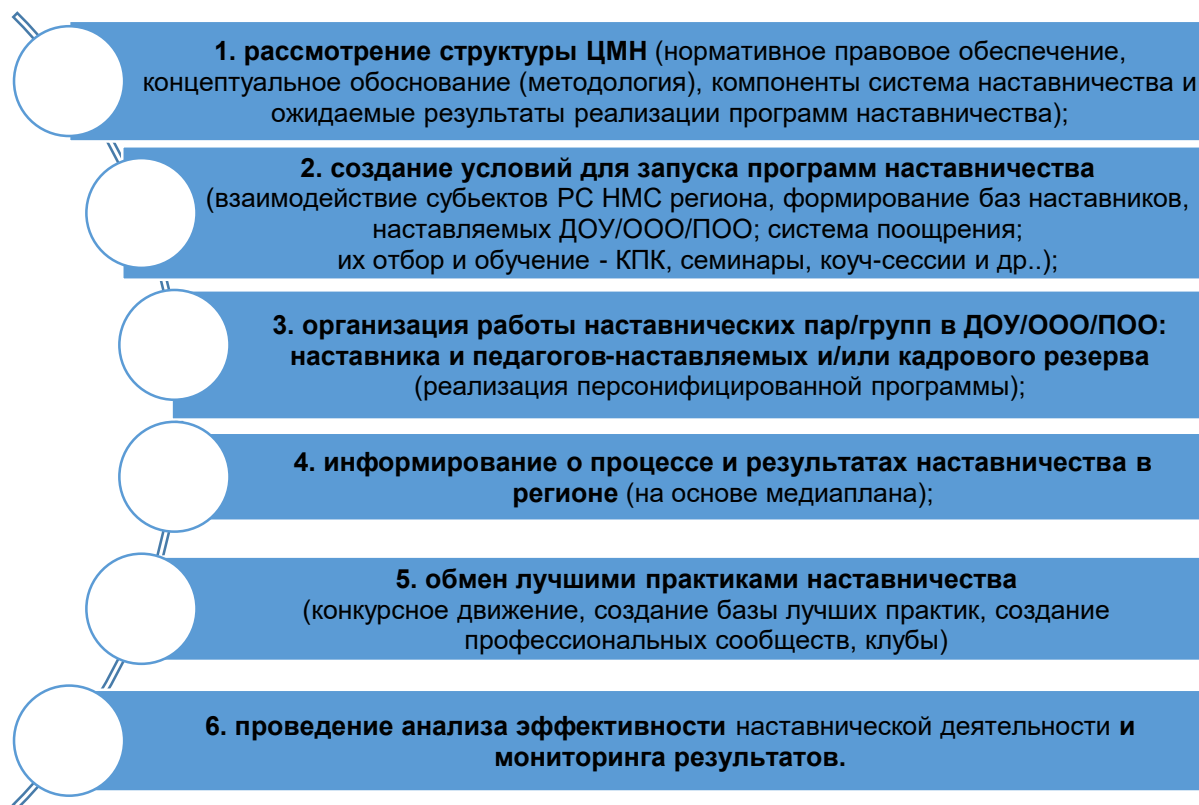 1. рассмотрение структуры ЦМН (нормативное правовое обеспечение,
концептуальное обоснование (методология), компоненты система наставничества и
ожидаемые результаты реализации программ наставничества);
2. создание условий для запуска программ наставничества
(взаимодействие субьектов РС НМС региона, формирование баз наставников,
наставляемых ДОУ/ООО/ПОО; система поощрения;
их отбор и обучение - КПК, семинары, коуч-сессии и др..);
3. организация работы наставнических пар/групп в ДОУ/ООО/ПОО:
наставника и педагогов-наставляемых и/или кадрового резерва
(реализация персонифицированной программы);
4. информирование о процессе и результатах наставничества в
регионе (на основе медиаплана);
5. обмен лучшими практиками наставничества
(конкурсное движение, создание базы лучших практик, создание
профессиональных сообществ, клубы)
6. проведение анализа эффективности наставнической деятельности и
мониторинга результатов.